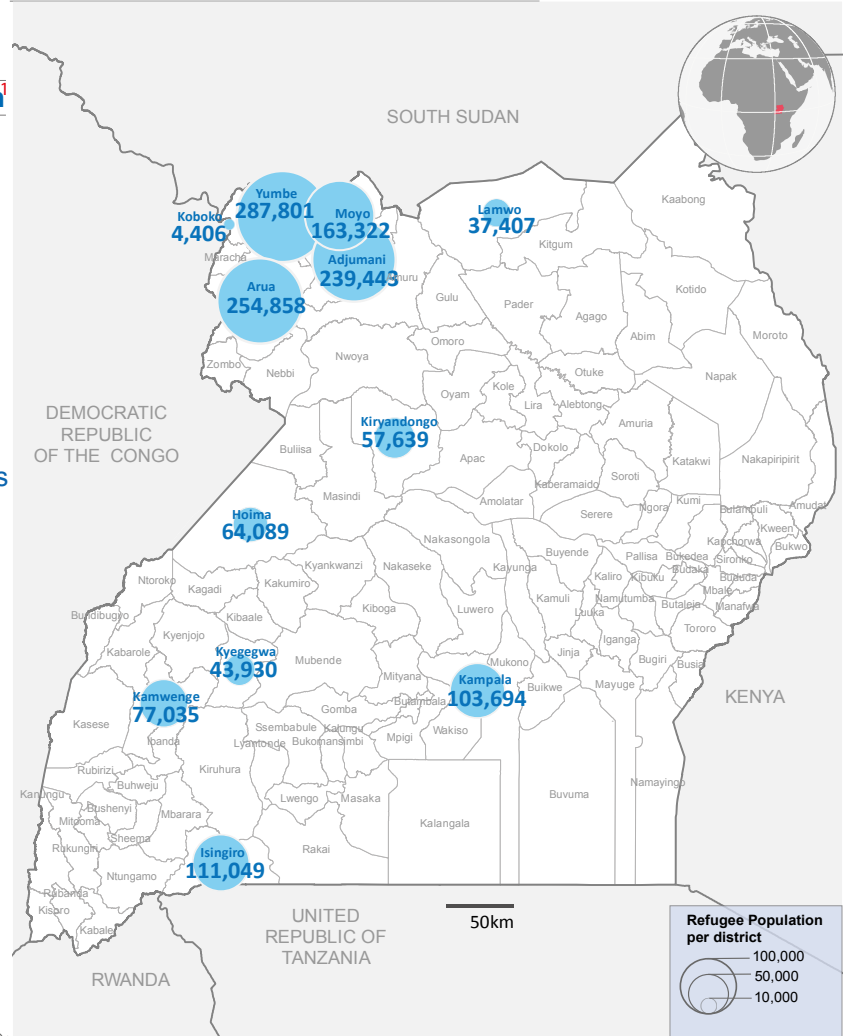 1
SOUTH SUDAN
Kaabong
Yumbe
287,801
Koboko
4,406
Moyo
163,322
Lamwo
37,407
Kitgum
Maracha
Adjumani
239,443
Arua
254,858
Gulu
Pader
Agago
Kotido
Abim
Moroto
Omoro
Nwoya
Zombo
Nebbi
Otuke
Napak
Oyam
Kole
Lira
Alebtong
DEMOCRATIC
REPUBLIC
OF THE CONGO
Kiryandongo
57,639
Amuria
Buliisa
Apac
Dokolo
Katakwi
Nakapiripirit
Kaberamaido
Soroti
s
Masindi
Amolatar
Serere
Ngora
Kumi
Bulambuli
Amudat
Hoima
64,089
Kween
Kapchorwa
Bukwo
Nakasongola
Buyende
Pallisa
Bukedea
Sironko
Kyankwanzi
Nakaseke
Kayunga
Kaliro
Kibuku
Budaka
Bududa
Ntoroko
Kagadi
Kakumiro
Mbale
Kamuli
Namutumba
Butaleja
Manafwa
Bundibugyo
Kibaale
Kiboga
Luwero
Luuka
Tororo
Kyenjojo
Iganga
Kabarole
Kyegegwa
43,930
Mubende
Jinja
Bugiri
Busia
Mityana
Mukono
Kampala
103,694
Buikwe
Mayuge
KENYA
Kamwenge
77,035
Butambala
Gomba
Kasese
Ssembabule
Kalungu
Wakiso
Ibanda
Lyantonde
Bukomansimbi
Mpigi
Rubirizi
Kiruhura
Namayingo
Buhweju
Kanungu
Lwengo
Masaka
Buvuma
Bushenyi
Mitooma
Mbarara
Kalangala
Sheema
Rukungiri
Rakai
Isingiro
111,049
Ntungamo
Rubanda
Kisoro
Kabale
50km
UNITED
REPUBLIC OF
TANZANIA
RWANDA
Refugee Population
per district
100,000
50,000
10,000